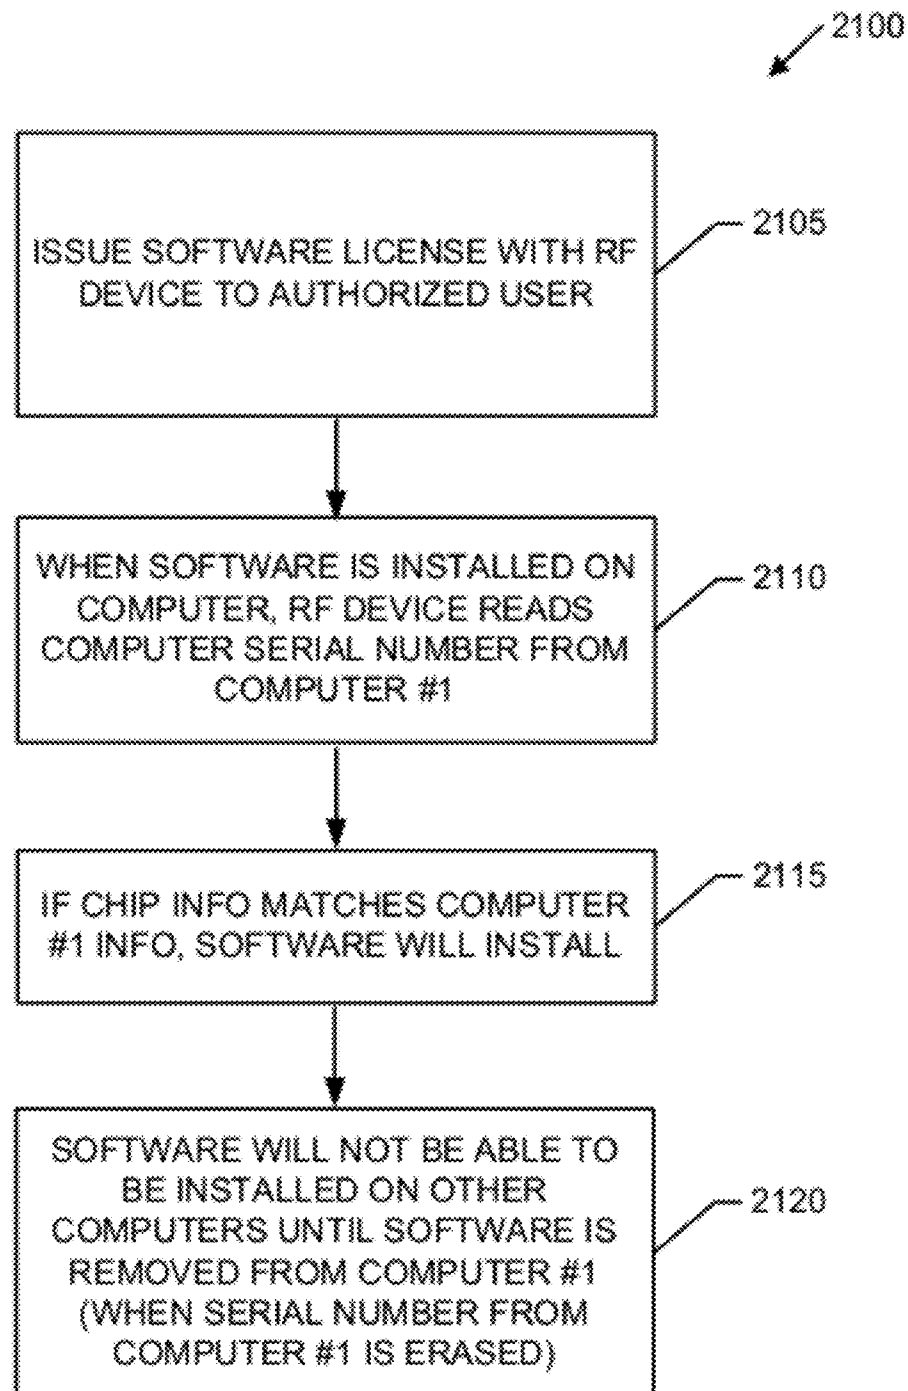 2100
ISSUE SOFTWARE LICENSE WITH RF
DEVICE TO AUTHORIZED USER
2105
WHEN SOFTWARE IS INSTALLED ON
COMPUTER, RF DEVICE READS
COMPUTER SERIAL NUMBER FROM
COMPUTER #1
2110
IF CHIP INFO MATCHES COMPUTER
#1 INFO, SOFTWARE WILL INSTALL
2115
SOFTWARE WILL NOT BE ABLE TO
BE INSTALLED ON OTHER
COMPUTERS UNTIL SOFTWARE IS
REMOVED FROM COMPUTER #1
(WHEN SERIAL NUMBER FROM
COMPUTER #1 IS ERASED)
2120